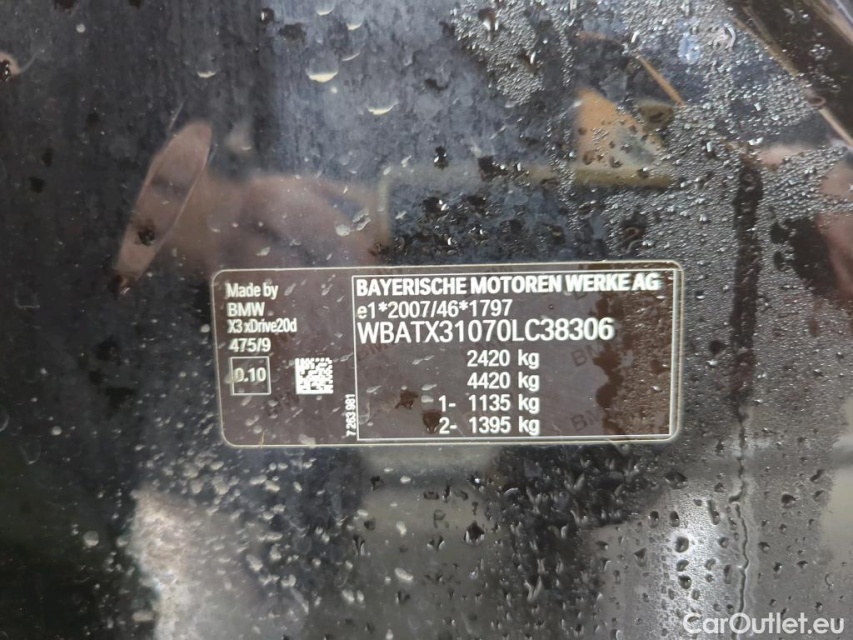 Made by
BMW
X3 xDrive20d
475/9
0.10
7 263 981
BAYERISCHE MOTOREN WERKE AG
e1*2007/46*1797
WBATX31070LC38306
2420 kg
4420 kg
1- 1135 kg
2- 1395 kg
CarOutlet.eu